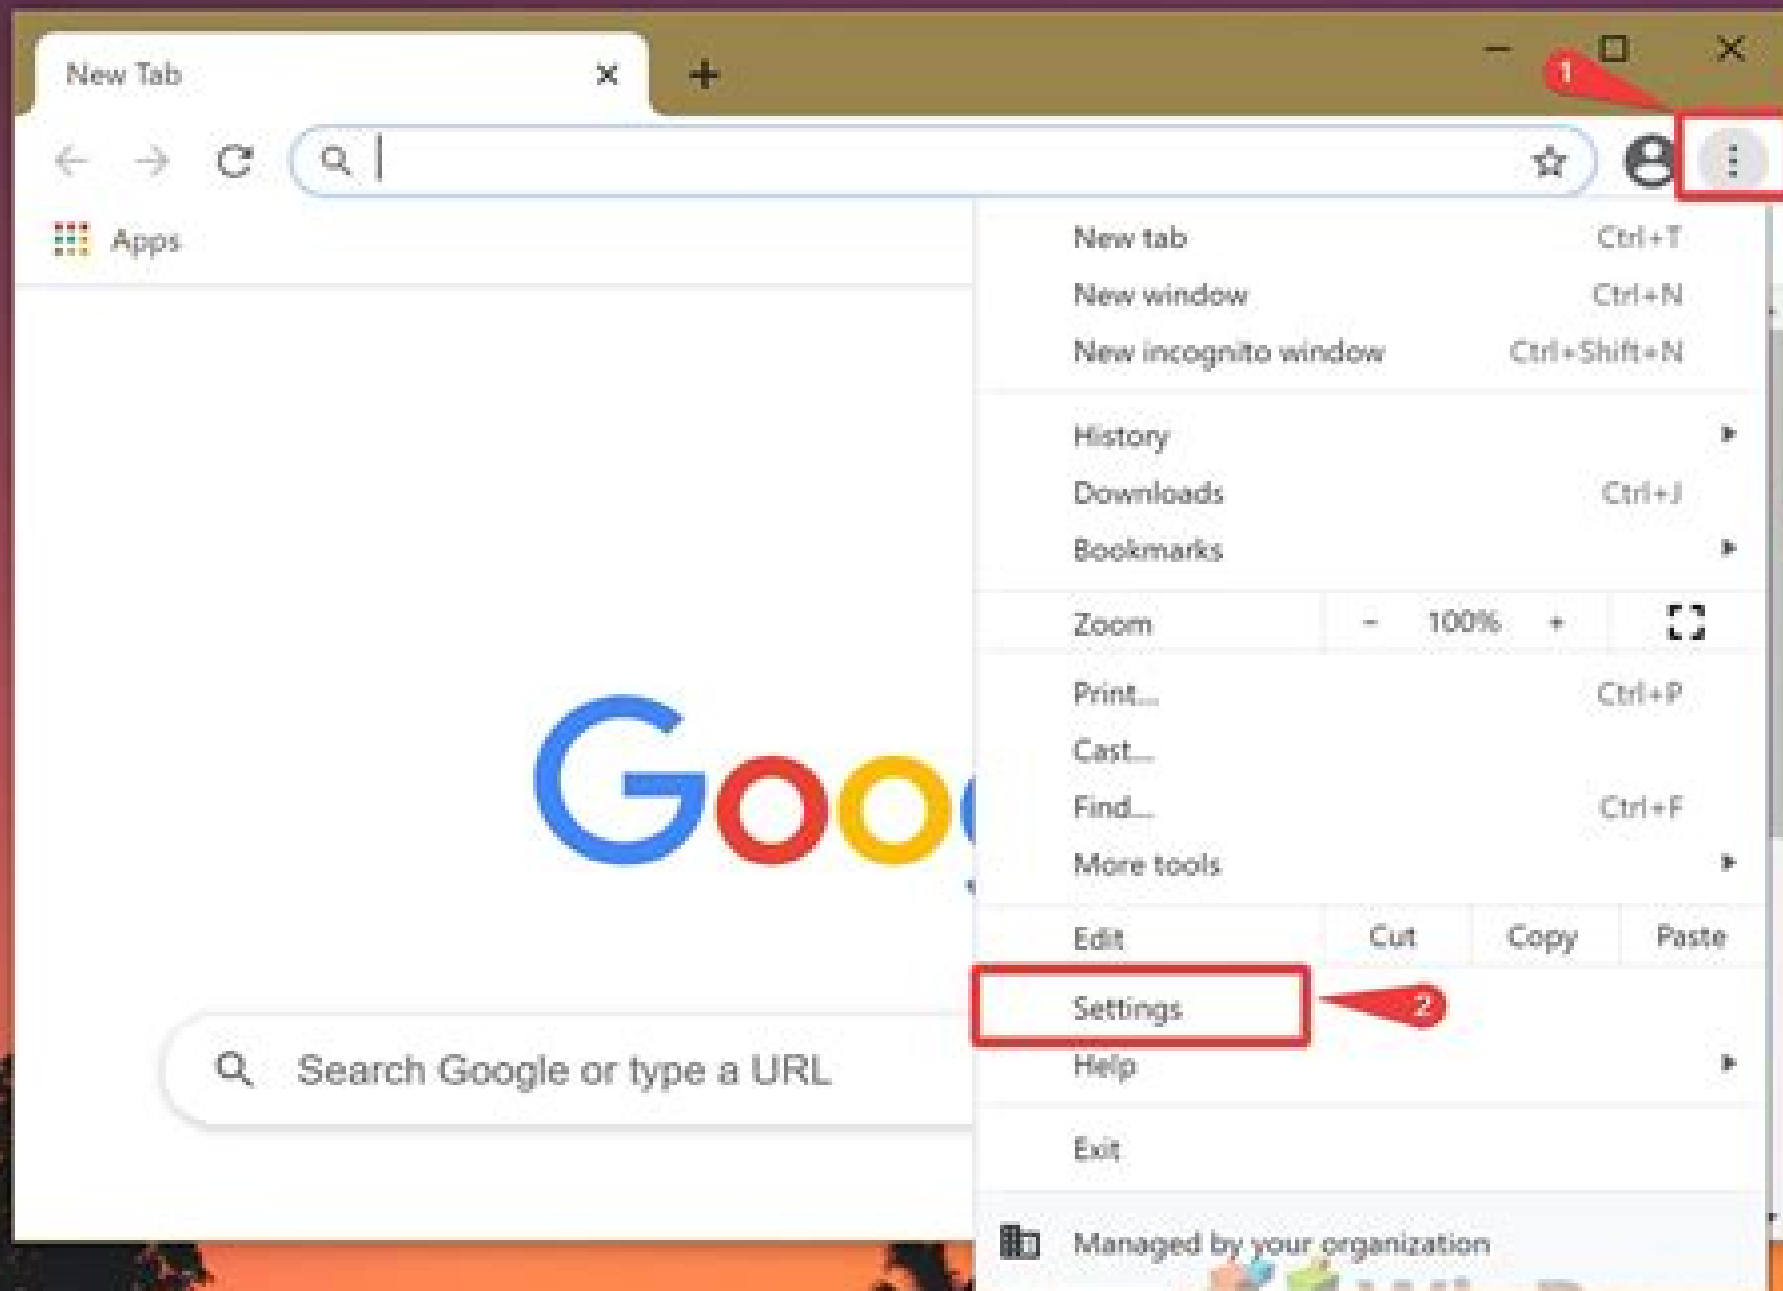 New Tab
1
Apps
New tab Ctrl+T
New window Ctrl+N
New incognito window Ctrl+Shift+N
History
Downloads Ctrl+J
Bookmarks
Zoom - 100% +
Print... Ctrl+P
Cast...
Find... Ctrl+F
More tools
Goo
Edit Cut Copy Paste
Settings 2
Search Google or type a URL
Help
Exit
Managed by your organization